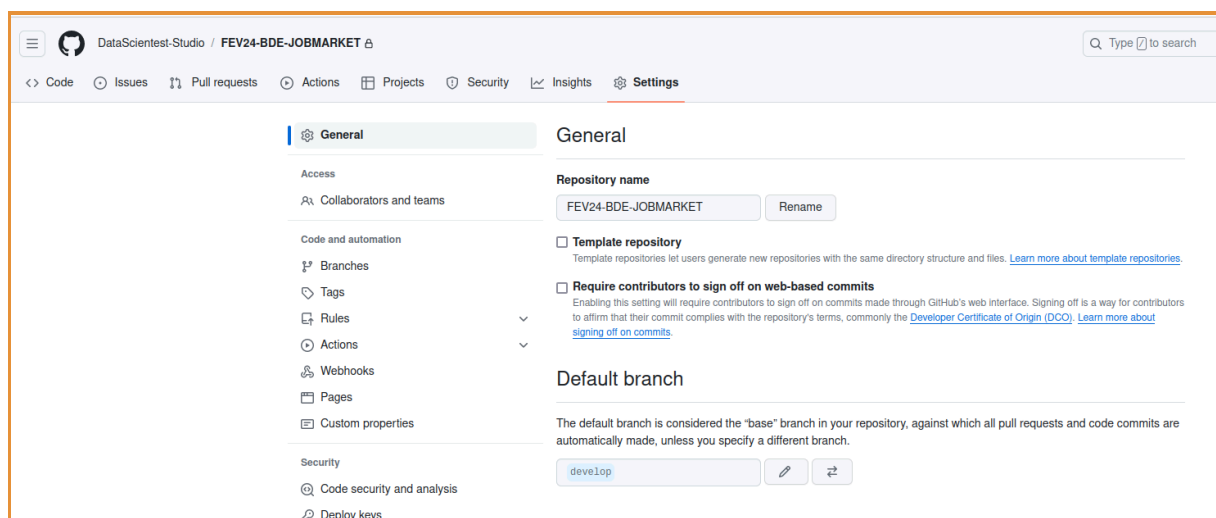 DataScientest-Studio / FEV24-BDE-JOBMARKET
Type / to search
Code
Issues
Pull requests
Actions
Projects
Security
Insights
Settings
General
Access
Collaborators and teams
Code and automation
Branches
Tags
Rules
Actions
Webhooks
Pages
Custom properties
Security
Code security and analysis
Deploy keys
General
Repository name
FEV24-BDE-JOBMARKET
Rename
Template repository
Template repositories let users generate new repositories with the same directory structure and files. Learn more about template repositories.
Require contributors to sign off on web-based commits
Enabling this setting will require contributors to sign off on commits made through GitHub's web interface. Signing off is a way for contributors
to affirm that their commit complies with the repository's terms, commonly the Developer Certificate of Origin (DCO). Learn more about
signing off on commits.
Default branch
The default branch is considered the “base” branch in your repository, against which all pull requests and code commits are
automatically made, unless you specify a different branch.
develop